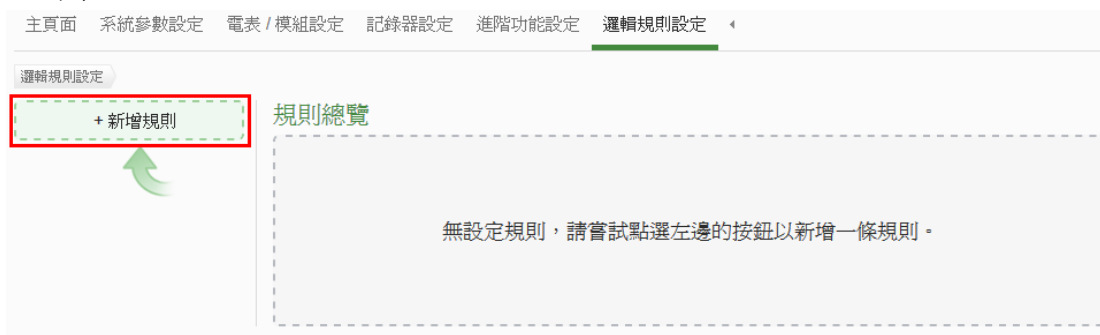 主頁面 系統參數設定 電表 / 模組設定 記錄器設定 進階功能設定 邏輯規則設定
邏輯規則設定
+ 新增規則
規則總覽
無設定規則，請嘗試點選左邊的按鈕以新增一條規則。